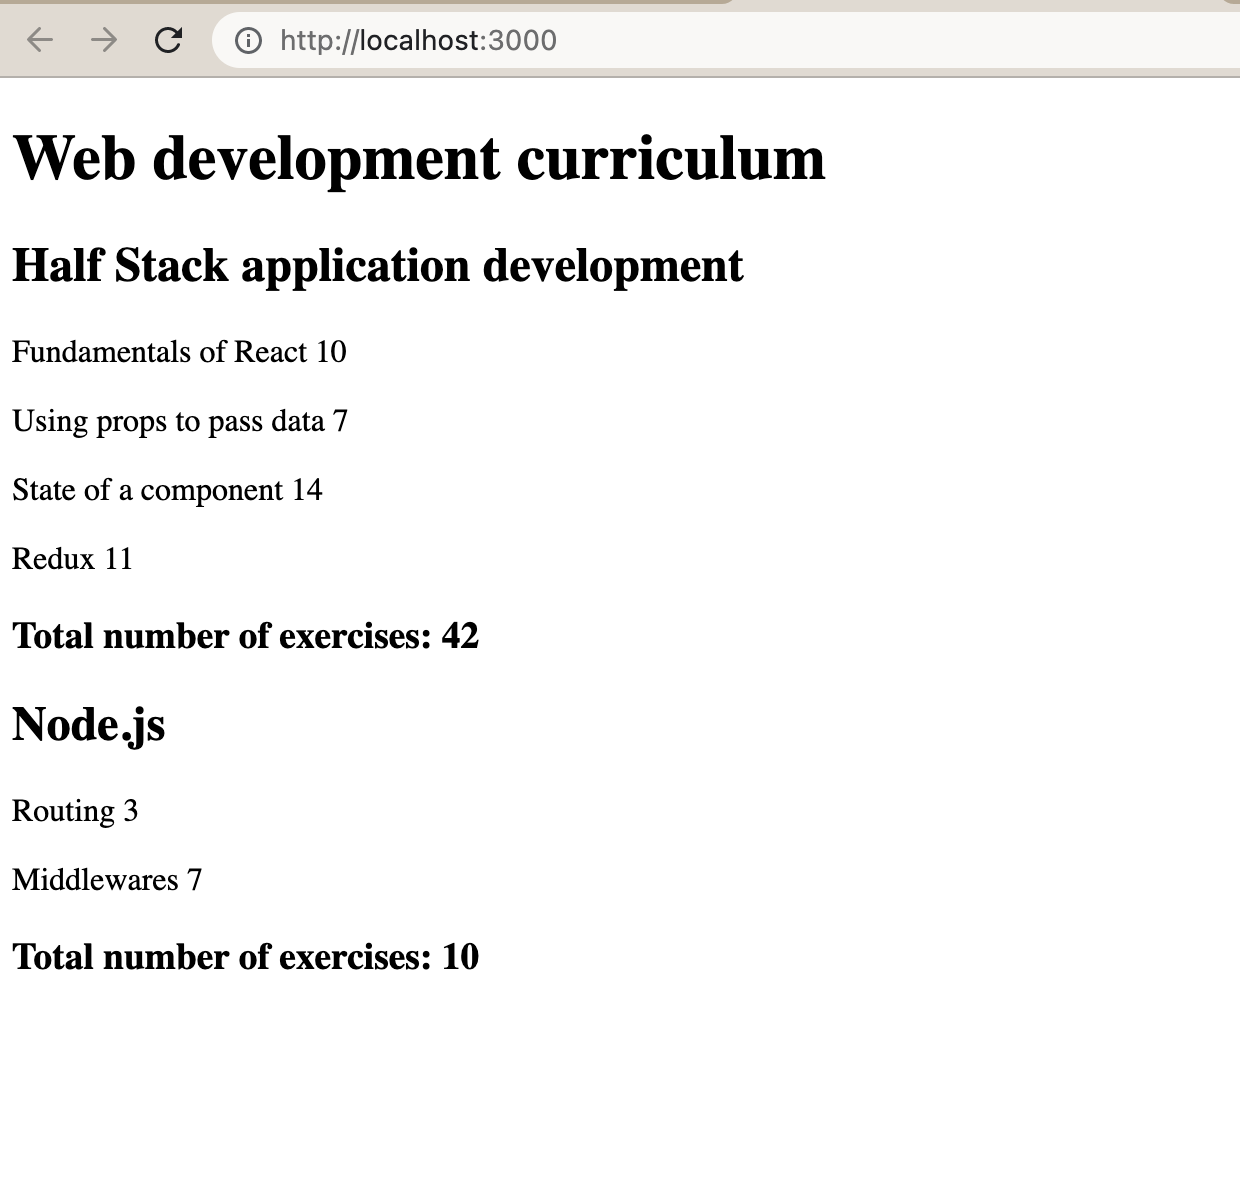 http://localhost:3000
Web development curriculum
Half Stack application development
Fundamentals of React 10
Using props to pass data 7
State of a component 14
Redux 11
Total number of exercises: 42
Node.js
Routing 3
Middlewares 7
Total number of exercises: 10